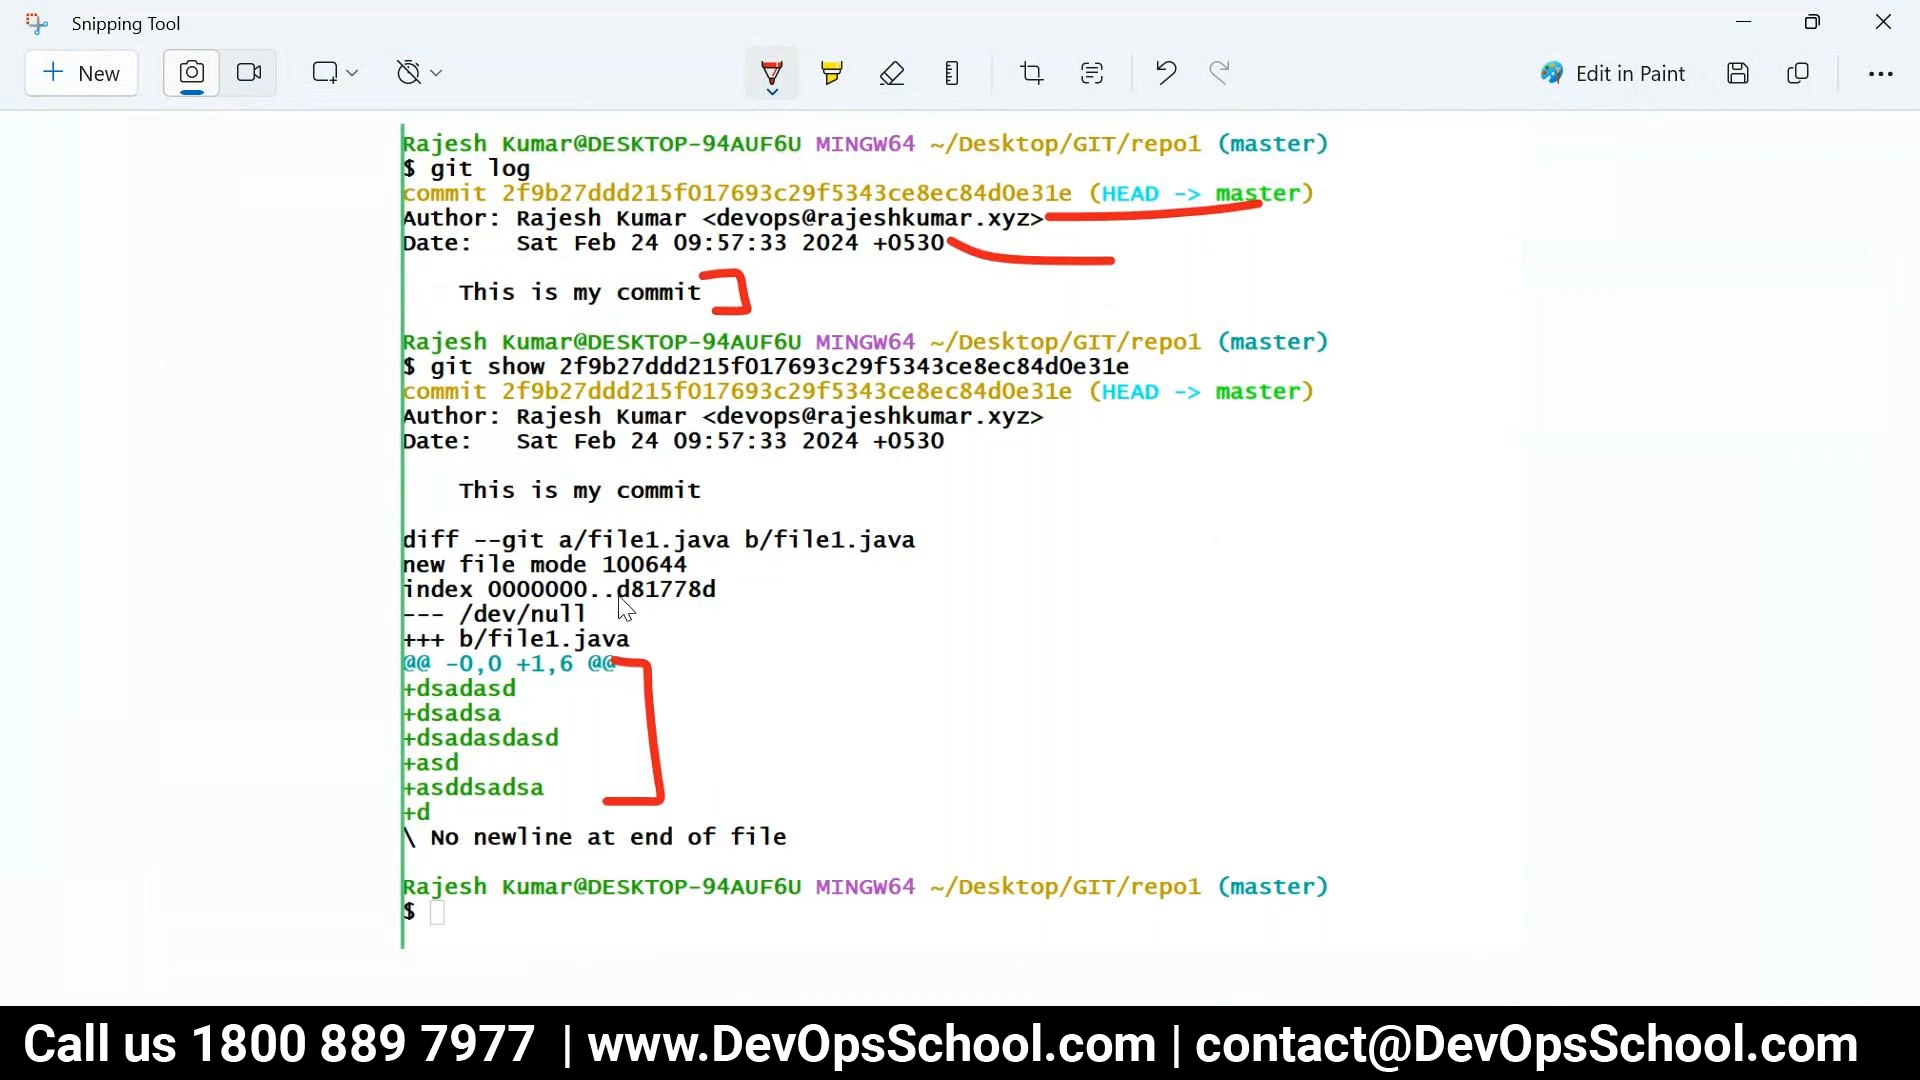 Snipping Tool
New
Edit in Paint
Rajesh Kumar@DESKTOP-94AUF6U MINGW64 ~/Desktop/GIT/repo1 (master)
$ git log
commit 2f9b27ddd215f017693c29f5343ce8ec84d0e31e (HEAD -> master)
Author: Rajesh Kumar <devops@rajeshkumar.xyz>
Date:   Sat Feb 24 09:57:33 2024 +0530
This is my commit
Rajesh Kumar@DESKTOP-94AUF6U MINGW64 ~/Desktop/GIT/repo1 (master)
$ git show 2f9b27ddd215f017693c29f5343ce8ec84d0e31e
commit 2f9b27ddd215f017693c29f5343ce8ec84d0e31e (HEAD -> master)
Author: Rajesh Kumar <devops@rajeshkumar.xyz>
Date:   Sat Feb 24 09:57:33 2024 +0530
This is my commit
diff --git a/file1.java b/file1.java
new file mode 100644
index 0000000..d81778d
--- /dev/null
+++ b/file1.java
@@ -0,0 +1,6 @@
+dsadasd
+dsadsa
+dsadasdasd
+asd
+asddsadsa
+d
\ No newline at end of file
Rajesh Kumar@DESKTOP-94AUF6U MINGW64 ~/Desktop/GIT/repo1 (master)
$
Call us 1800 889 7977 | www.DevOpsSchool.com | contact@DevOpsSchool.com